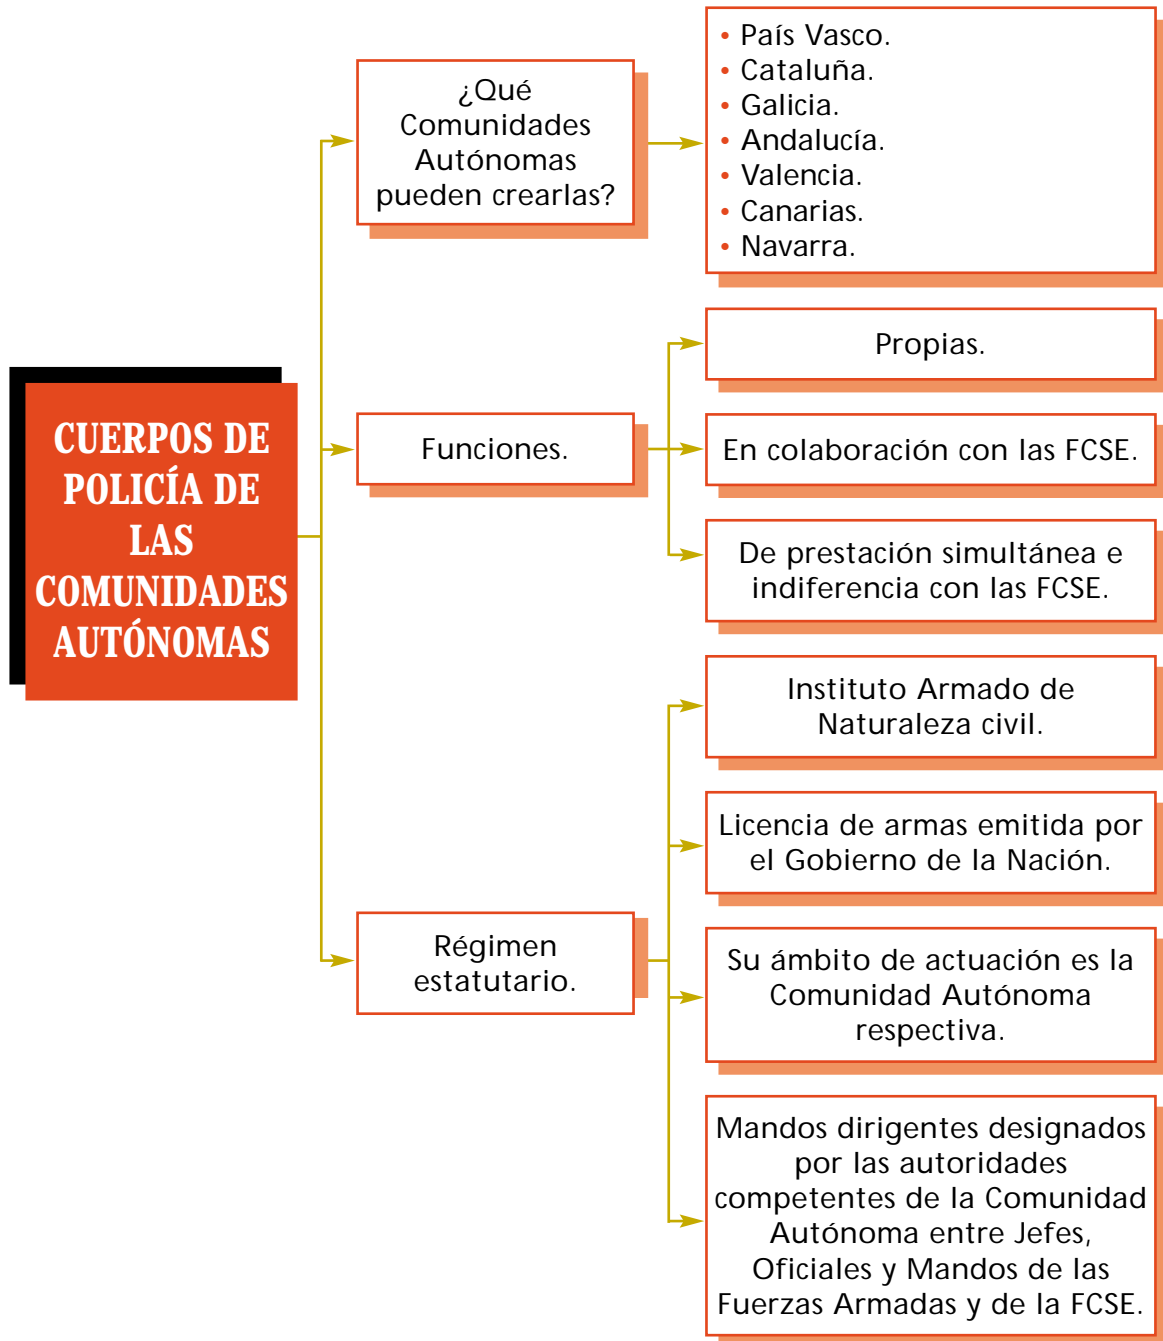 CUERPOS DE
POLICÍA DE
LAS
COMUNIDADES
AUTÓNOMAS
¿Qué
Comunidades
Autónomas
pueden crearlas?
• País Vasco.
• Cataluña.
• Galicia.
• Andalucía.
• Valencia.
• Canarias.
• Navarra.
Funciones.
Propias.
En colaboración con las FCSE.
De prestación simultánea e
indiferencia con las FCSE.
Régimen
estatutario.
Instituto Armado de
Naturaleza civil.
Licencia de armas emitida por
el Gobierno de la Nación.
Su ámbito de actuación es la
Comunidad Autónoma
respectiva.
Mandos dirigentes designados
por las autoridades
competentes de la Comunidad
Autónoma entre Jefes,
Oficiales y Mandos de las
Fuerzas Armadas y de la FCSE.